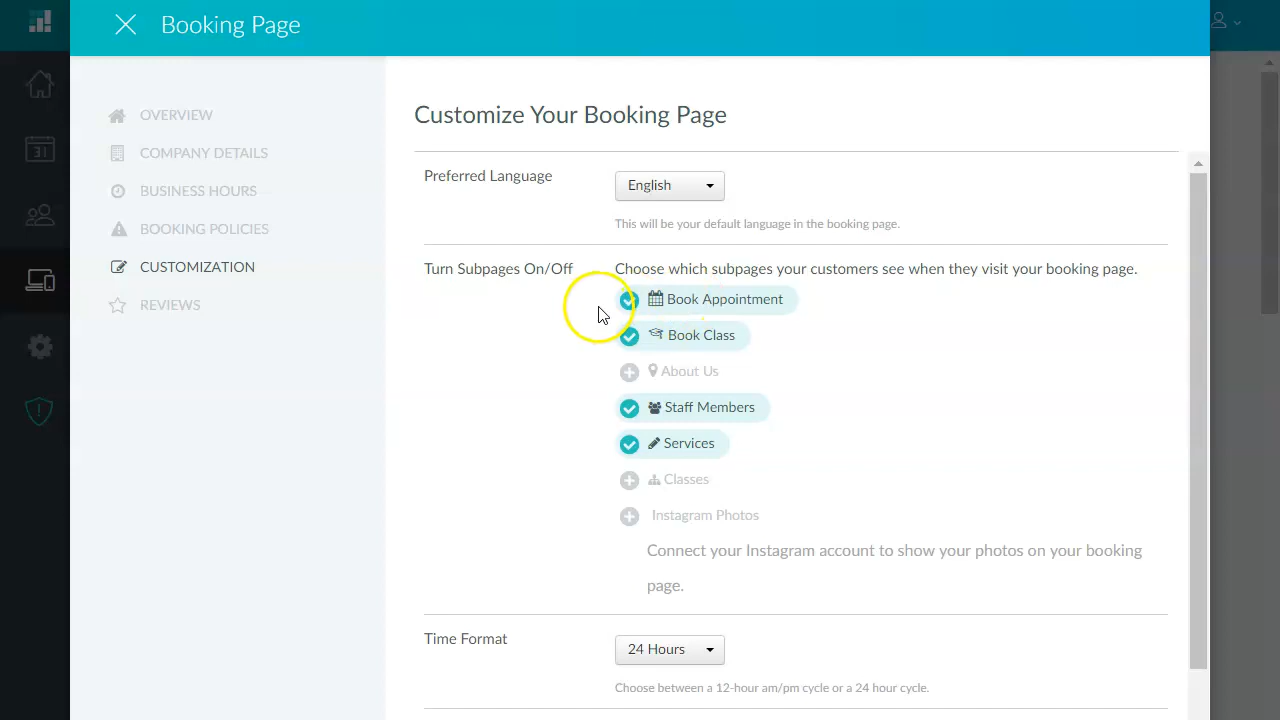 Booking Page
31
OVERVIEW
COMPANY DETAILS
BUSINESS HOURS
BOOKING POLICIES
CUSTOMIZATION
REVIEWS
Customize Your Booking Page
Preferred Language
English
This will be your default language in the booking page.
Turn Subpages On/Off
Choose which subpages your customers see when they visit your booking page.
Book Appointment
Book Class
About Us
Staff Members
Services
Classes
Instagram Photos
Connect your Instagram account to show your photos on your booking
page.
Time Format
24 Hours
Choose between a 12-hour am/pm cycle or a 24 hour cycle.